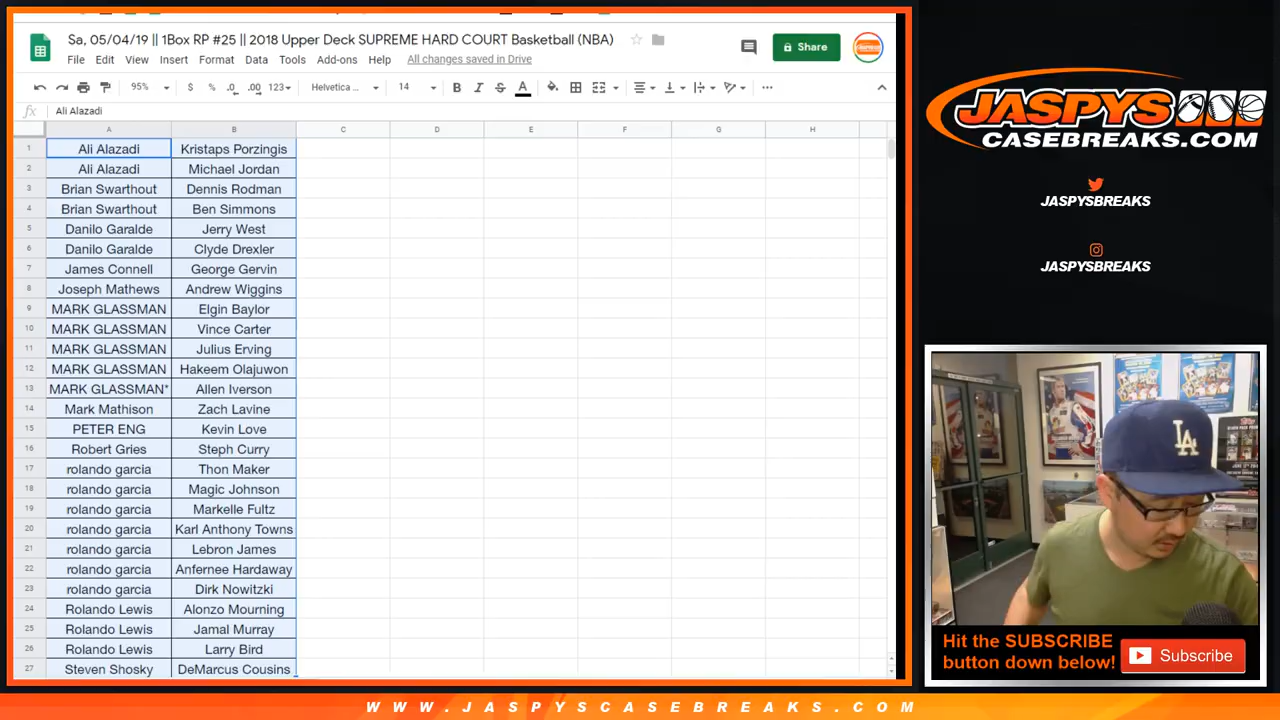 Sa, 05/04/19 || 1Box RP #25 || 2018 Upper Deck SUPREME HARD COURT Basketball (NBA)
File Edit View Insert Format Data Tools Add-ons Help All changes saved in Drive
Share
95% $ % .0 .00 123 Helvetica ... 14 B I S A
fx Ali Alazadi
A B C D E F G H
1 Ali Alazadi Kristaps Porzingis
2 Ali Alazadi Michael Jordan
3 Brian Swarthout Dennis Rodman
4 Brian Swarthout Ben Simmons
5 Danilo Garalde Jerry West
6 Danilo Garalde Clyde Drexler
7 James Connell George Gervin
8 Joseph Mathews Andrew Wiggins
9 MARK GLASSMAN Elgin Baylor
10 MARK GLASSMAN Vince Carter
11 MARK GLASSMAN Julius Erving
12 MARK GLASSMAN Hakeem Olajuwon
13 MARK GLASSMAN* Allen Iverson
14 Mark Mathison Zach Lavine
15 PETER ENG Kevin Love
16 Robert Gries Steph Curry
17 rolando garcia Thon Maker
18 rolando garcia Magic Johnson
19 rolando garcia Markelle Fultz
20 rolando garcia Karl Anthony Towns
21 rolando garcia Lebron James
22 rolando garcia Anfernee Hardaway
23 rolando garcia Dirk Nowitzki
24 Rolando Lewis Alonzo Mourning
25 Rolando Lewis Jamal Murray
26 Rolando Lewis Larry Bird
27 Steven Shosky DeMarcus Cousins
JASPYS
CASEBREAKS.COM
JASPYSBREAKS
JASPYSBREAKS
LA
Hit the SUBSCRIBE
button down below!
Subscribe
WWW.JASPYSCASEBREAKS.COM